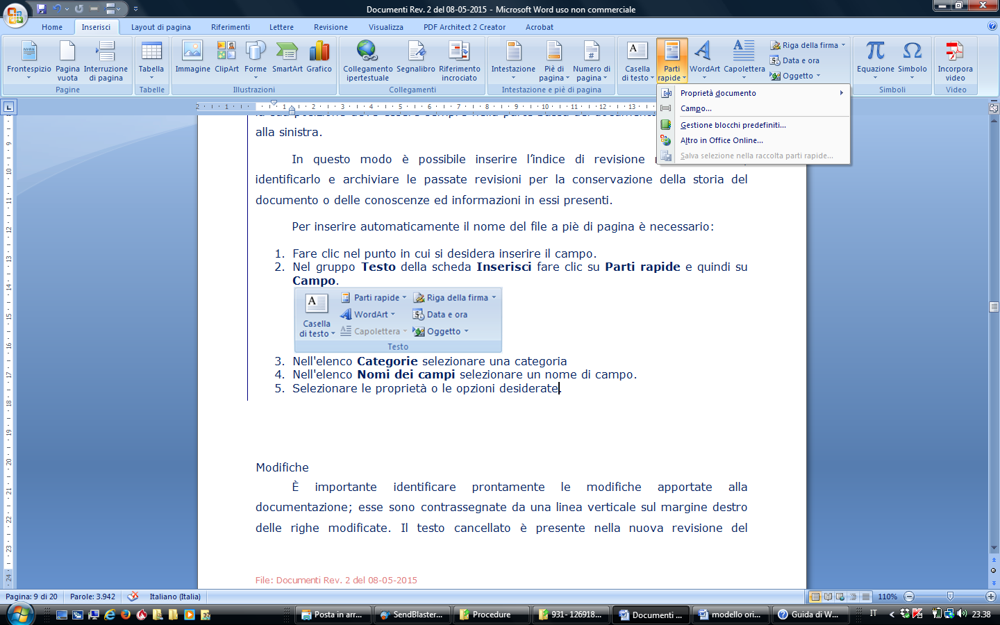 Documenti Rev. 2 del 08-05-2015 - Microsoft Word uso non commerciale
Home Inserisci Layout di pagina Riferimenti Lettere Revisione Visualizza PDF Architect 2 Creator Acrobat
Frontespizio
Pagina vuota
Interruzione di pagina
Pagine
Tabella
Tabelle
Immagine
ClipArt
Forme
SmartArt
Grafico
Illustrazioni
Collegamento ipertestuale
Segnalibro
Riferimento incrociato
Collegamenti
Intestazione
Piè di pagina
Numero di pagina
Intestazione e piè di pagina
Casella di testo
Parti rapide
WordArt
Capolettera
Riga della firma
Data e ora
Oggetto
Equazione
Simbolo
Simboli
Incorpora video
Video
Proprietà documento
Campo...
Gestione blocchi predefiniti...
Altro in Office Online...
Salva selezione nella raccolta parti rapide...
alla sinistra.
In questo modo è possibile inserire l’indice di revisione
identificarlo e archiviare le passate revisioni per la conservazione della storia del
documento o delle conoscenze ed informazioni in essi presenti.
Per inserire automaticamente il nome del file a piè di pagina è necessario:
1. Fare clic nel punto in cui si desidera inserire il campo.
2. Nel gruppo Testo della scheda Inserisci fare clic su Parti rapide e quindi su
Campo.
Casella di testo
Parti rapide
WordArt
Capolettera
Riga della firma
Data e ora
Oggetto
Testo
3. Nell'elenco Categorie selezionare una categoria
4. Nell'elenco Nomi dei campi selezionare un nome di campo.
5. Selezionare le proprietà o le opzioni desiderate.
Modifiche
È importante identificare prontamente le modifiche apportate alla
documentazione; esse sono contrassegnate da una linea verticale sul margine destro
delle righe modificate. Il testo cancellato è presente nella nuova revisione del
File: Documenti Rev. 2 del 08-05-2015
Pagina: 9 di 20 Parole: 3.942 Italiano (Italia) 110%
Posta in arr... SendBlaster... Procedure 931- 126918... Documenti ... modello ori... Guida di W... IT 23.38